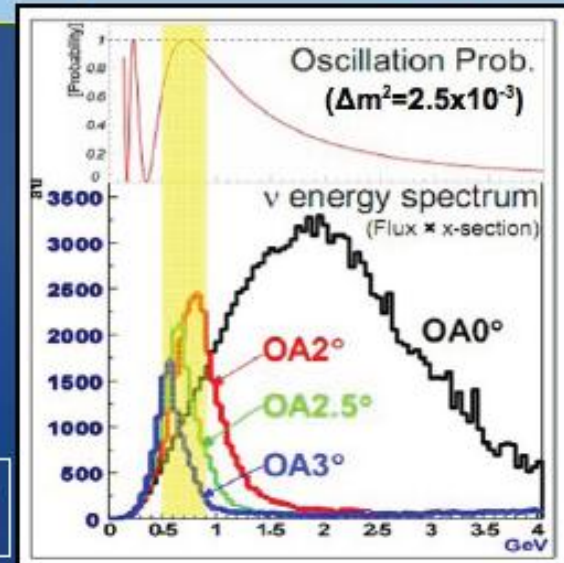 [Probability]
1
0.8
0.6
0.4
0.2
0
Oscillation Prob.
(Δm²=2.5x10⁻³)
ν energy spectrum
(Flux × x-section)
3500
3000
2500
2000
1500
1000
500
0
OA0°
OA2°
OA2.5°
OA3°
0 0.5 1 1.5 2 2.5 3 3.5 4
GeV